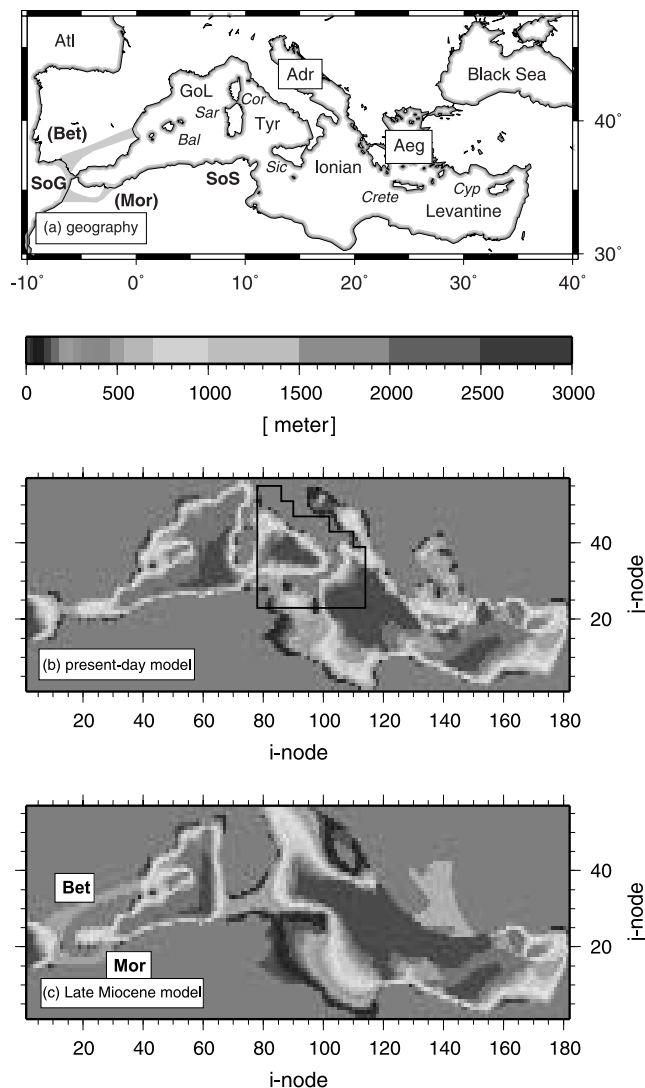 Atl
Adr
Black Sea
GoL
Cor
Sar
Tyr
(Bet)
Bal
Aeg
40˚
SoG
SoS
Sic
Ionian
(Mor)
Crete
Cyp
Levantine
(a) geography
30˚
-10˚ 0˚ 10˚ 20˚ 30˚ 40˚
0 500 1000 1500 2000 2500 3000
[ meter]
40
20
i-node
(b) present-day model
20 40 60 80 100 120 140 160 180
i-node
40
20
i-node
Bet
Mor
(c) Late Miocene model
20 40 60 80 100 120 140 160 180
i-node